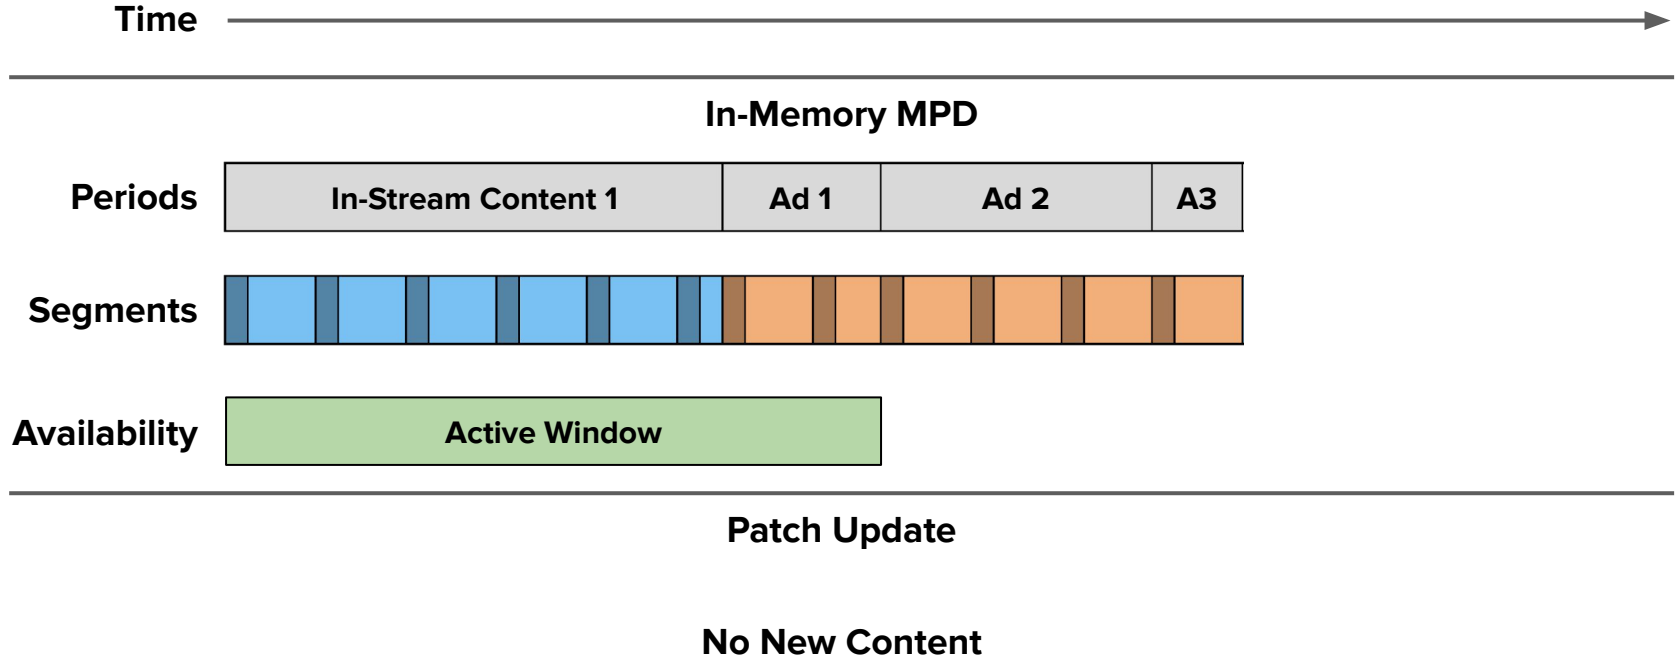 Time
In-Memory MPD
Periods In-Stream Content 1 Ad 1 Ad 2 A3
Segments
Availability Active Window
Patch Update
No New Content